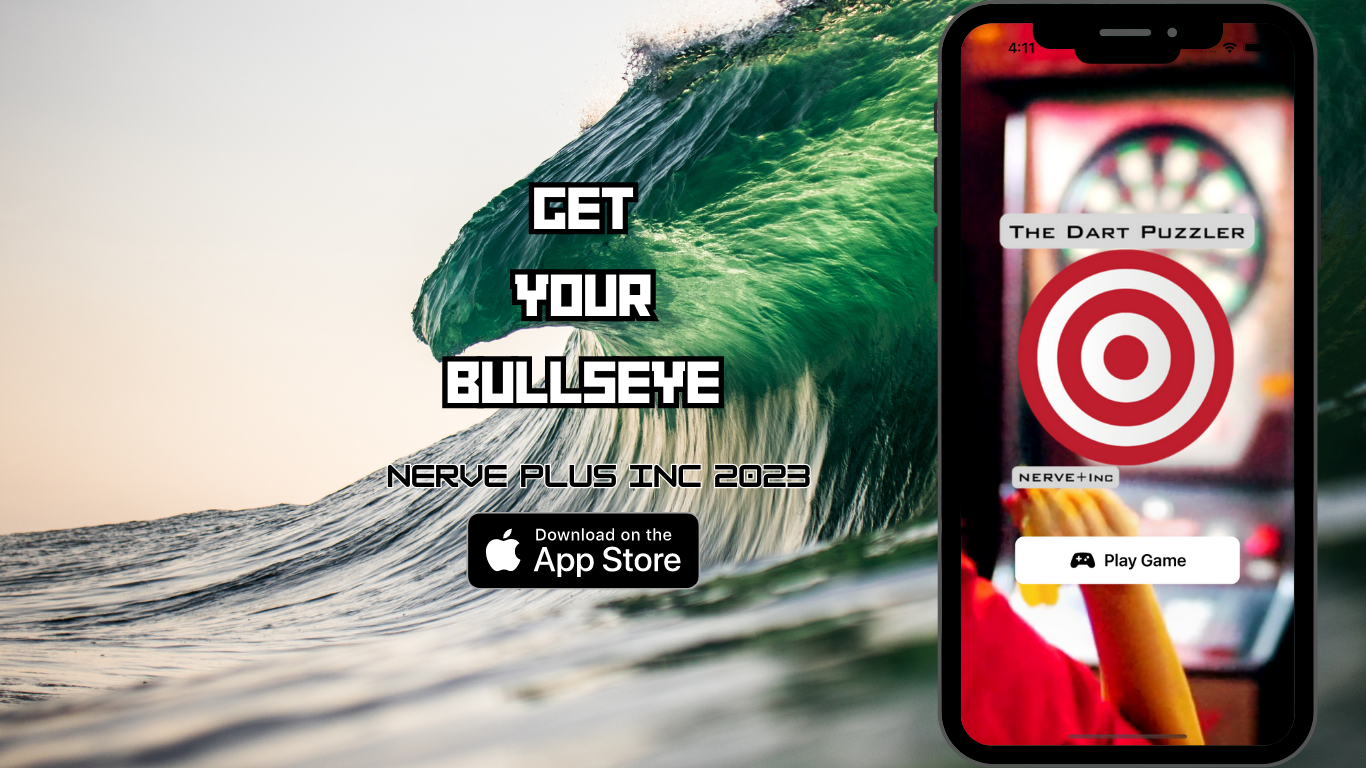 GET
YOUR
BULLSEYE
NERVE PLUS INC 2023
Download on the
App Store
4:11
THE DART PUZZLER
NERVE+INC
Play Game